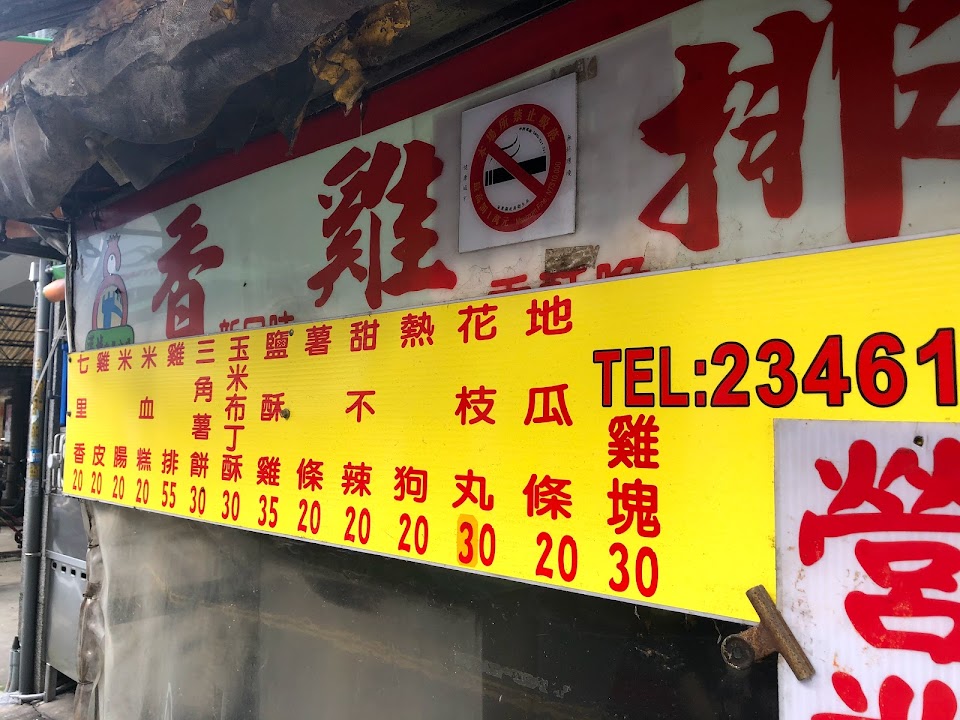 香雞排
TEL:23461
七里香 20
雞皮 20
米腸 20
米血糕 20
雞排 55
三角薯餅 30
玉米布丁酥 30
鹽酥雞 35
薯條 20
甜不辣 20
熱狗 20
花枝丸 30
地瓜條 20
雞塊 30
營